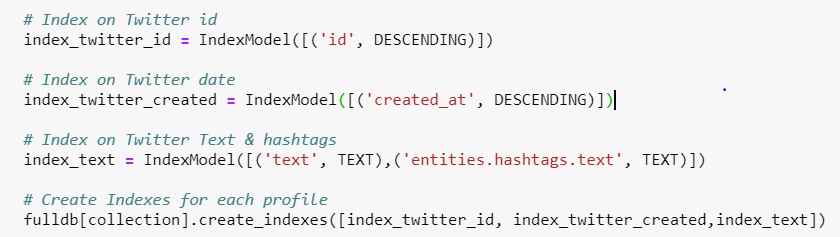 # Index on Twitter id
index_twitter_id = IndexModel([('id', DESCENDING)])
# Index on Twitter date
index_twitter_created = IndexModel([('created_at', DESCENDING)])
# Index on Twitter Text & hashtags
index_text = IndexModel([('text', TEXT),('entities.hashtags.text', TEXT)])
# Create Indexes for each profile
fulldb[collection].create_indexes([index_twitter_id, index_twitter_created,index_text])